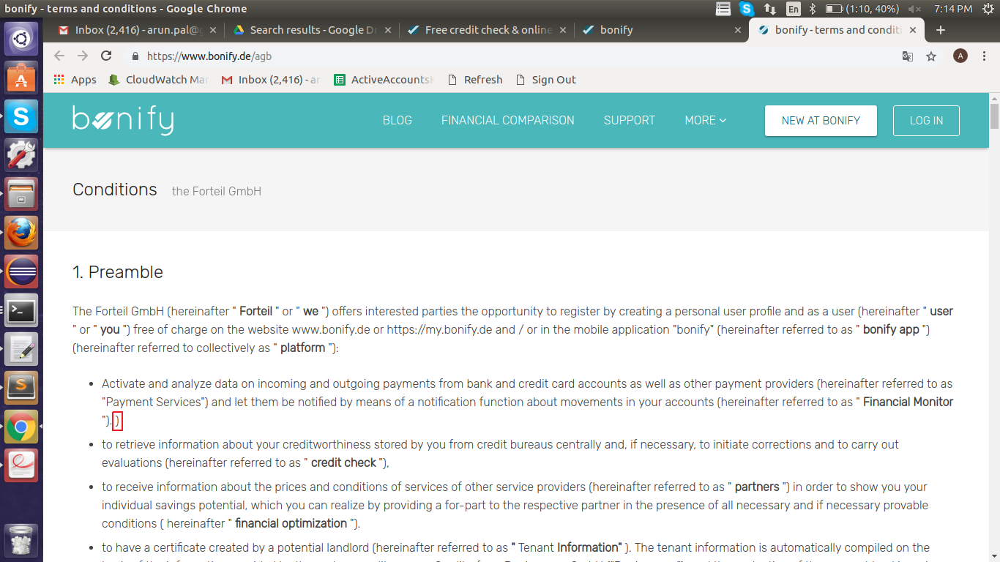 bonify - terms and conditions - Google Chrome
En (1:10, 40%) 7:14 PM
Inbox (2,416) - arun.pal@ Search results - Google Dr Free credit check & online bonify bonify - terms and condit
https://www.bonify.de/agb A
Apps CloudWatch Mar Inbox (2,416) - ar ActiveAccounts Refresh Sign Out
bonify BLOG FINANCIAL COMPARISON SUPPORT MORE NEW AT BONIFY LOG IN
Conditions the Forteil GmbH
1. Preamble
The Forteil GmbH (hereinafter " Forteil " or " we ") offers interested parties the opportunity to register by creating a personal user profile and as a user (hereinafter " user
" or " you ") free of charge on the website www.bonify.de or https://my.bonify.de and / or in the mobile application "bonify" (hereinafter referred to as " bonify app ")
(hereinafter referred to collectively as " platform "):
• Activate and analyze data on incoming and outgoing payments from bank and credit card accounts as well as other payment providers (hereinafter referred to as
"Payment Services") and let them be notified by means of a notification function about movements in your accounts (hereinafter referred to as " Financial Monitor
"). )
• to retrieve information about your creditworthiness stored by you from credit bureaus centrally and, if necessary, to initiate corrections and to carry out
evaluations (hereinafter referred to as " credit check "),
• to receive information about the prices and conditions of services of other service providers (hereinafter referred to as " partners ") in order to show you your
individual savings potential, which you can realize by providing a for-part to the respective partner in the presence of all necessary and if necessary provable
conditions ( hereinafter " financial optimization ").
• to have a certificate created by a potential landlord (hereinafter referred to as " Tenant Information" ). The tenant information is automatically compiled on the